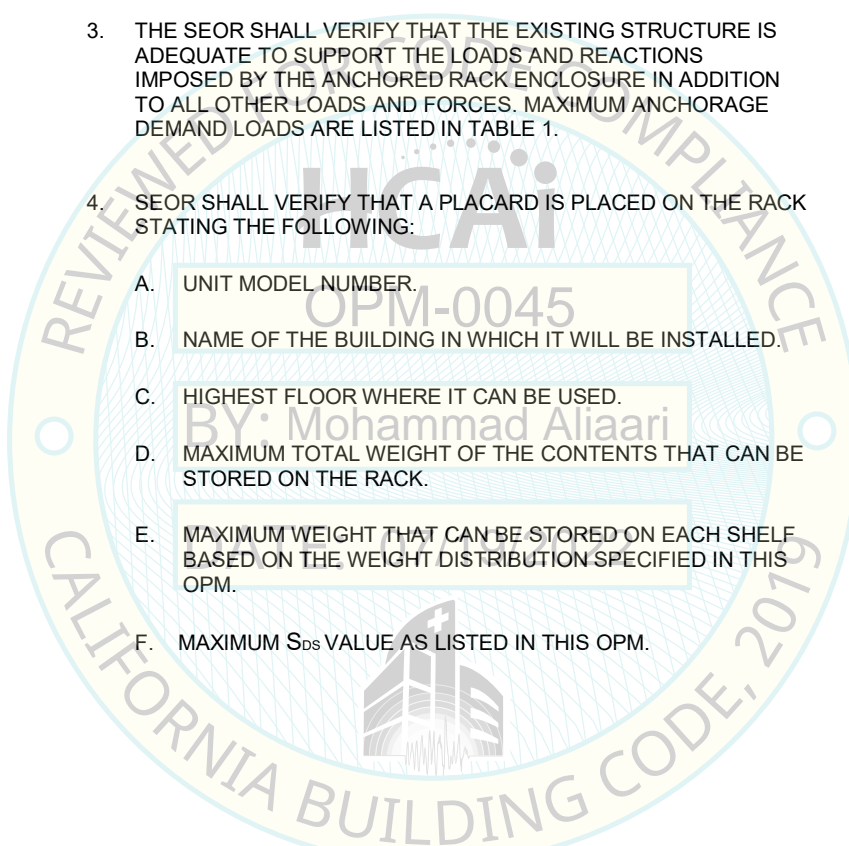 3. THE SEOR SHALL VERIFY THAT THE EXISTING STRUCTURE IS
ADEQUATE TO SUPPORT THE LOADS AND REACTIONS
IMPOSED BY THE ANCHORED RACK ENCLOSURE IN ADDITION
TO ALL OTHER LOADS AND FORCES. MAXIMUM ANCHORAGE
DEMAND LOADS ARE LISTED IN TABLE 1.
4. SEOR SHALL VERIFY THAT A PLACARD IS PLACED ON THE RACK
STATING THE FOLLOWING:
A. UNIT MODEL NUMBER.
B. NAME OF THE BUILDING IN WHICH IT WILL BE INSTALLED.
C. HIGHEST FLOOR WHERE IT CAN BE USED.
D. MAXIMUM TOTAL WEIGHT OF THE CONTENTS THAT CAN BE
STORED ON THE RACK.
E. MAXIMUM WEIGHT THAT CAN BE STORED ON EACH SHELF
BASED ON THE WEIGHT DISTRIBUTION SPECIFIED IN THIS
OPM.
F. MAXIMUM SDS VALUE AS LISTED IN THIS OPM.
REVIEWED FOR CODE COMPLIANCE
HCAi
OPM-0045
BY: Mohammad Aliaari
DATE: 07/19/2022
CALIFORNIA BUILDING CODE, 2019